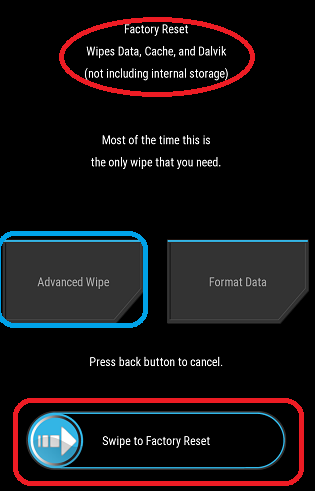 Factory Reset
Wipes Data, Cache, and Dalvik
(not including internal storage)
Most of the time this is
the only wipe that you need.
Advanced Wipe
Format Data
Press back button to cancel.
Swipe to Factory Reset